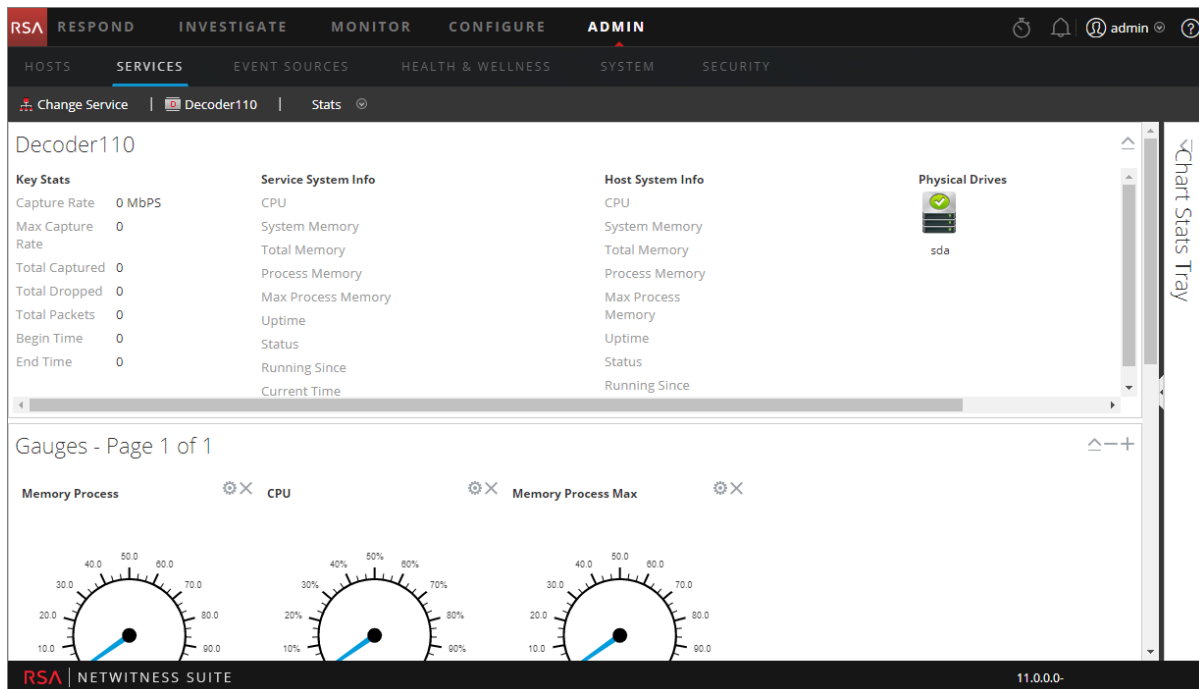 RSA RESPOND INVESTIGATE MONITOR CONFIGURE ADMIN admin
HOSTS SERVICES EVENT SOURCES HEALTH & WELLNESS SYSTEM SECURITY
Change Service | D Decoder110 | Stats
Decoder110
Chart Stats Tray
Key Stats
Capture Rate 0 MbPS
Max Capture
Rate 0
Total Captured 0
Total Dropped 0
Total Packets 0
Begin Time 0
End Time 0
Service System Info
CPU
System Memory
Total Memory
Process Memory
Max Process Memory
Uptime
Status
Running Since
Current Time
Host System Info
CPU
System Memory
Total Memory
Process Memory
Max Process
Memory
Uptime
Status
Running Since
Physical Drives
sda
Gauges - Page 1 of 1
Memory Process
10.0 20.0 30.0 40.0 50.0 60.0 70.0 80.0 90.0
CPU
10% 20% 30% 40% 50% 60% 70% 80% 90%
Memory Process Max
10.0 20.0 30.0 40.0 50.0 60.0 70.0 80.0 90.0
RSA | NETWITNESS SUITE 11.0.0.0-